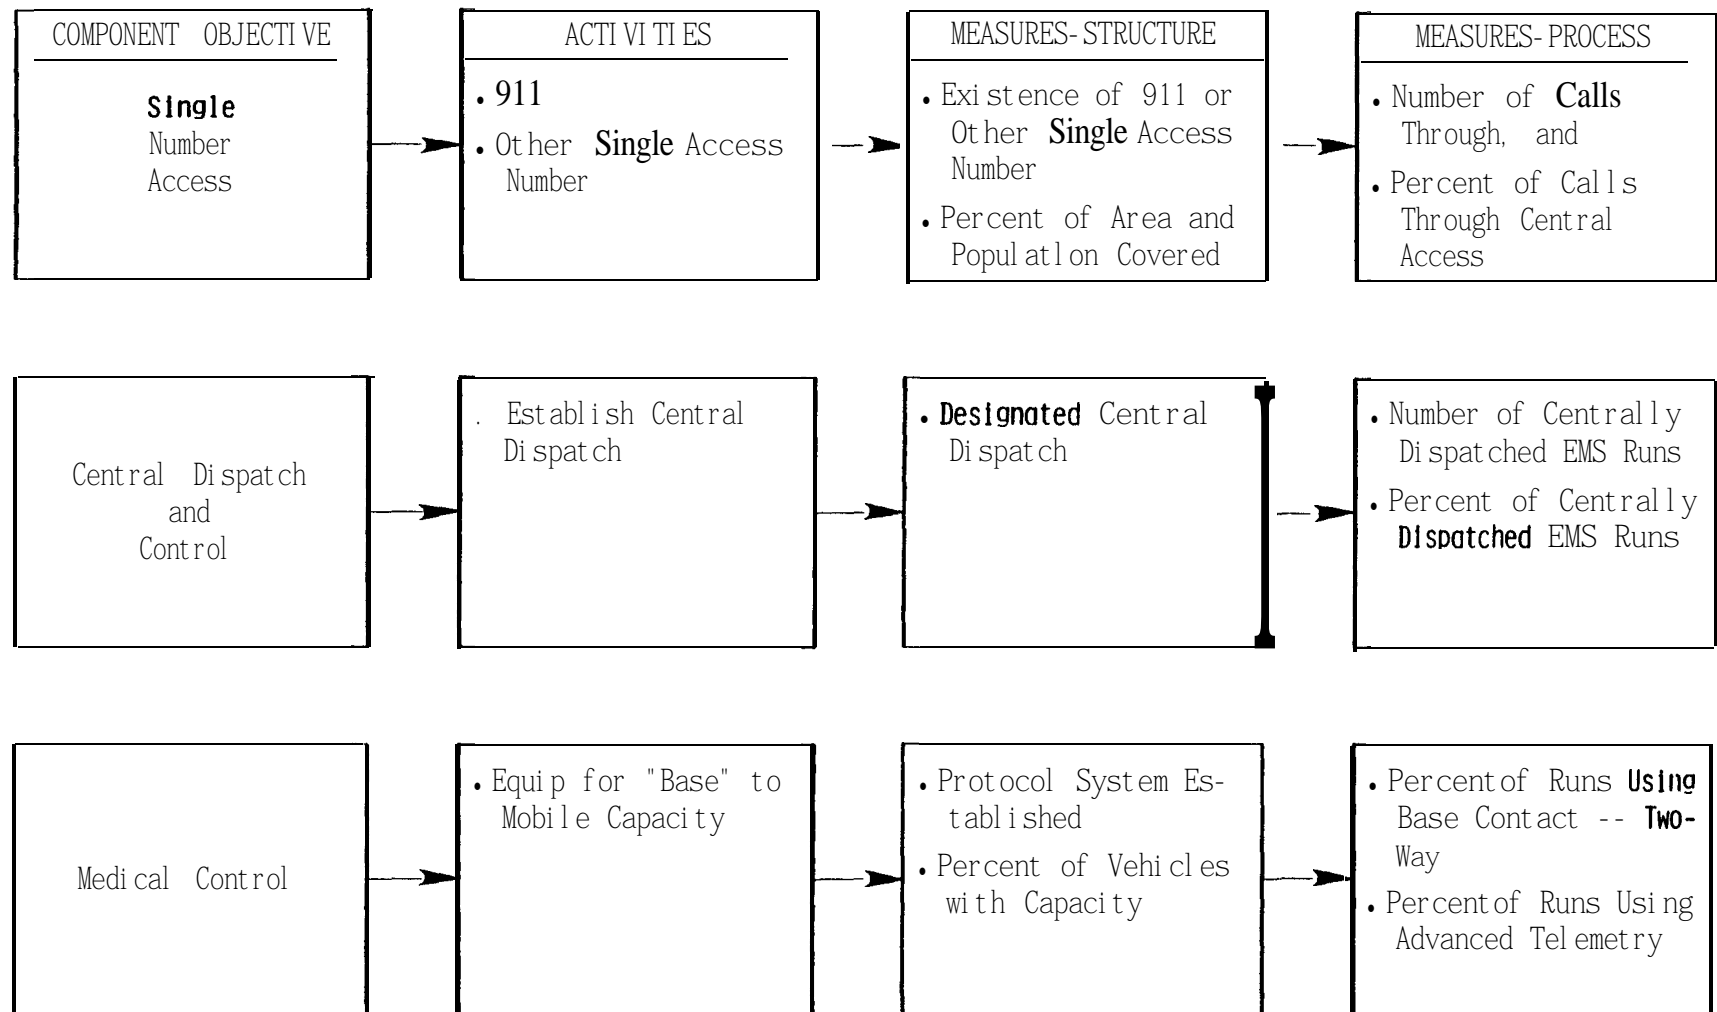 COMPONENT OBJECTIVE
Single
Number
Access
ACTIVITIES
• 911
• Other Single Access
Number
MEASURES-STRUCTURE
• Existence of 911 or
Other Single Access
Number
• Percent of Area and
Population Covered
MEASURES-PROCESS
• Number of Calls
Through, and
• Percent of Calls
Through Central
Access
Central Dispatch
and
Control
. Establish Central
Dispatch
• Designated Central
Dispatch
• Number of Centrally
Dispatched EMS Runs
• Percent of Centrally
Dispatched EMS Runs
Medical Control
• Equip for "Base" to
Mobile Capacity
• Protocol System Es-
tablished
• Percent of Vehicles
with Capacity
• Percent of Runs Using
Base Contact -- Two-
Way
• Percent of Runs Using
Advanced Telemetry